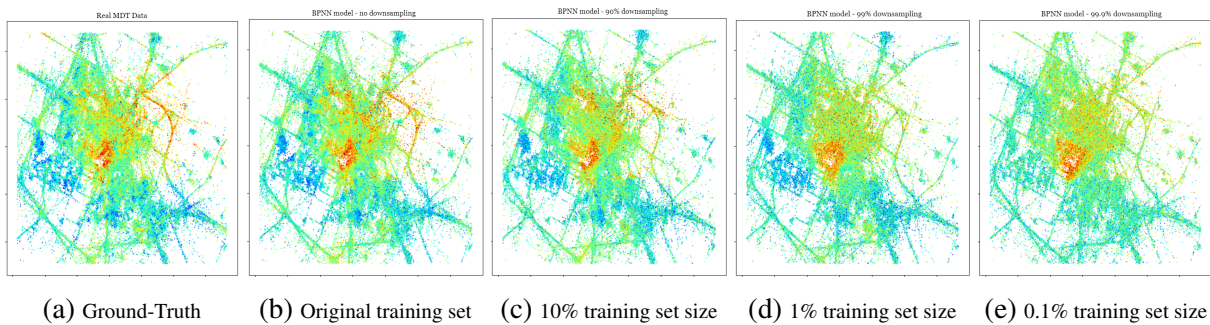 Real MDT Data
BPNN model - no downsampling
BPNN model - 90% downsampling
BPNN model - 99% downsampling
BPNN model - 99.9% downsampling
(a) Ground-Truth
(b) Original training set
(c) 10% training set size
(d) 1% training set size
(e) 0.1% training set size